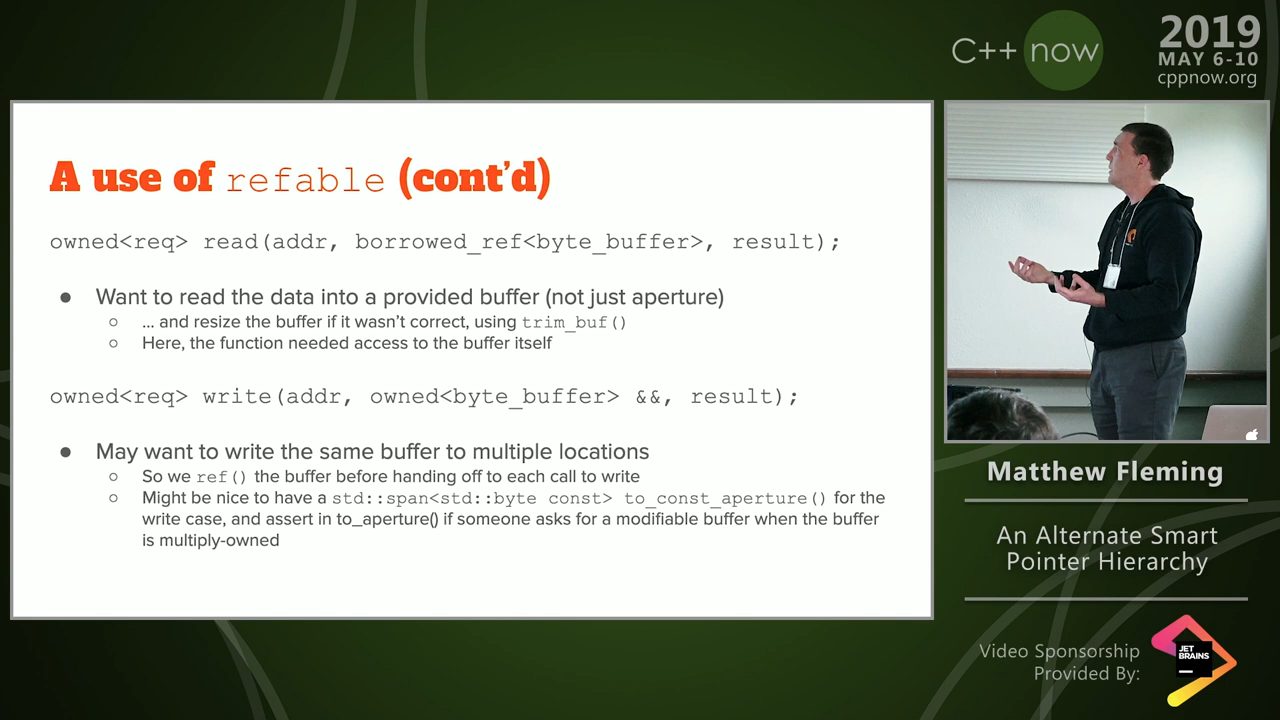 C++ now
2019
MAY 6-10
cppnow.org
A use of refable (cont’d)
owned<req> read(addr, borrowed_ref<byte_buffer>, result);
● Want to read the data into a provided buffer (not just aperture)
○ … and resize the buffer if it wasn’t correct, using trim_buf()
○ Here, the function needed access to the buffer itself
owned<req> write(addr, owned<byte_buffer> &&, result);
● May want to write the same buffer to multiple locations
○ So we ref() the buffer before handing off to each call to write
○ Might be nice to have a std::span<std::byte const> to_const_aperture() for the
write case, and assert in to_aperture() if someone asks for a modifiable buffer when the buffer
is multiply-owned
Matthew Fleming
An Alternate Smart
Pointer Hierarchy
Video Sponsorship
Provided By:
JET
BRAINS